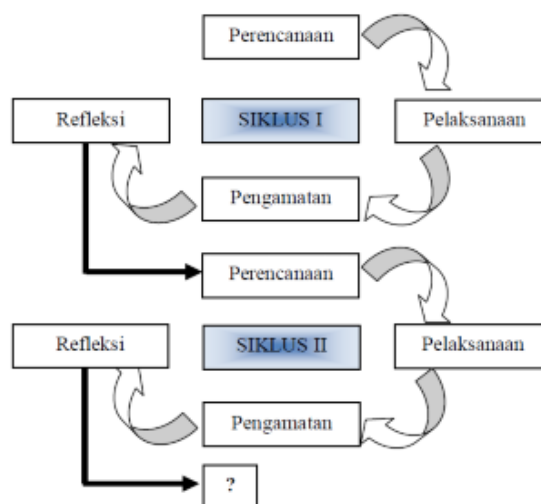 Perencanaan
Refleksi
SIKLUS I
Pelaksanaan
Pengamatan
Perencanaan
Refleksi
SIKLUS II
Pelaksanaan
Pengamatan
?